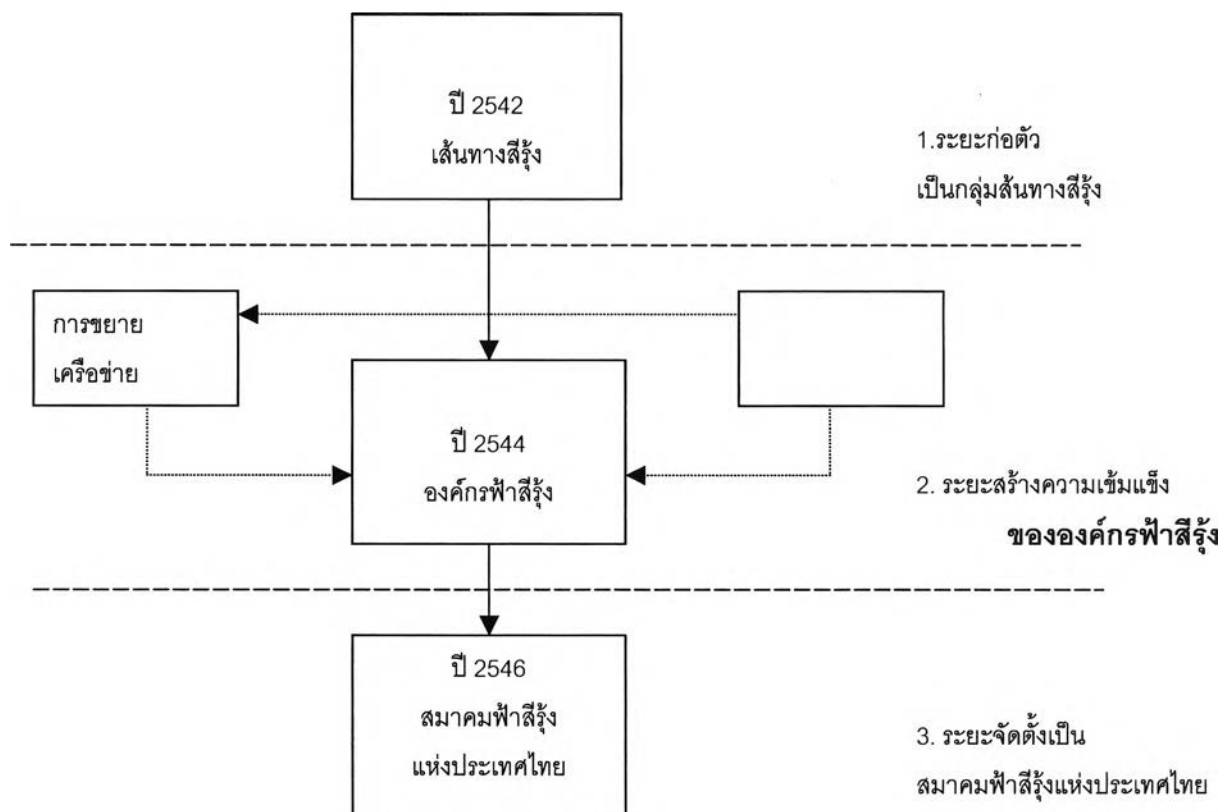 ปี 2542
เส้นทางสีรุ้ง
1.ระยะก่อตัว
เป็นกลุ่มส้นทางสีรุ้ง
การขยาย
เครือข่าย
ปี 2544
องค์กรฟ้าสีรุ้ง
2. ระยะสร้างความเข้มแข็ง
ขององค์กรฟ้าสีรุ้ง
ปี 2546
สมาคมฟ้าสีรุ้ง
แห่งประเทศไทย
3. ระยะจัดตั้งเป็น
สมาคมฟ้าสีรุ้งแห่งประเทศไทย